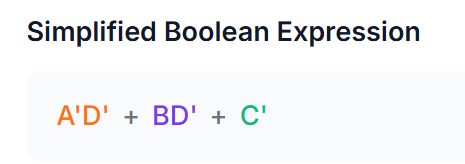 Simplified Boolean Expression
A'D' + BD' + C'